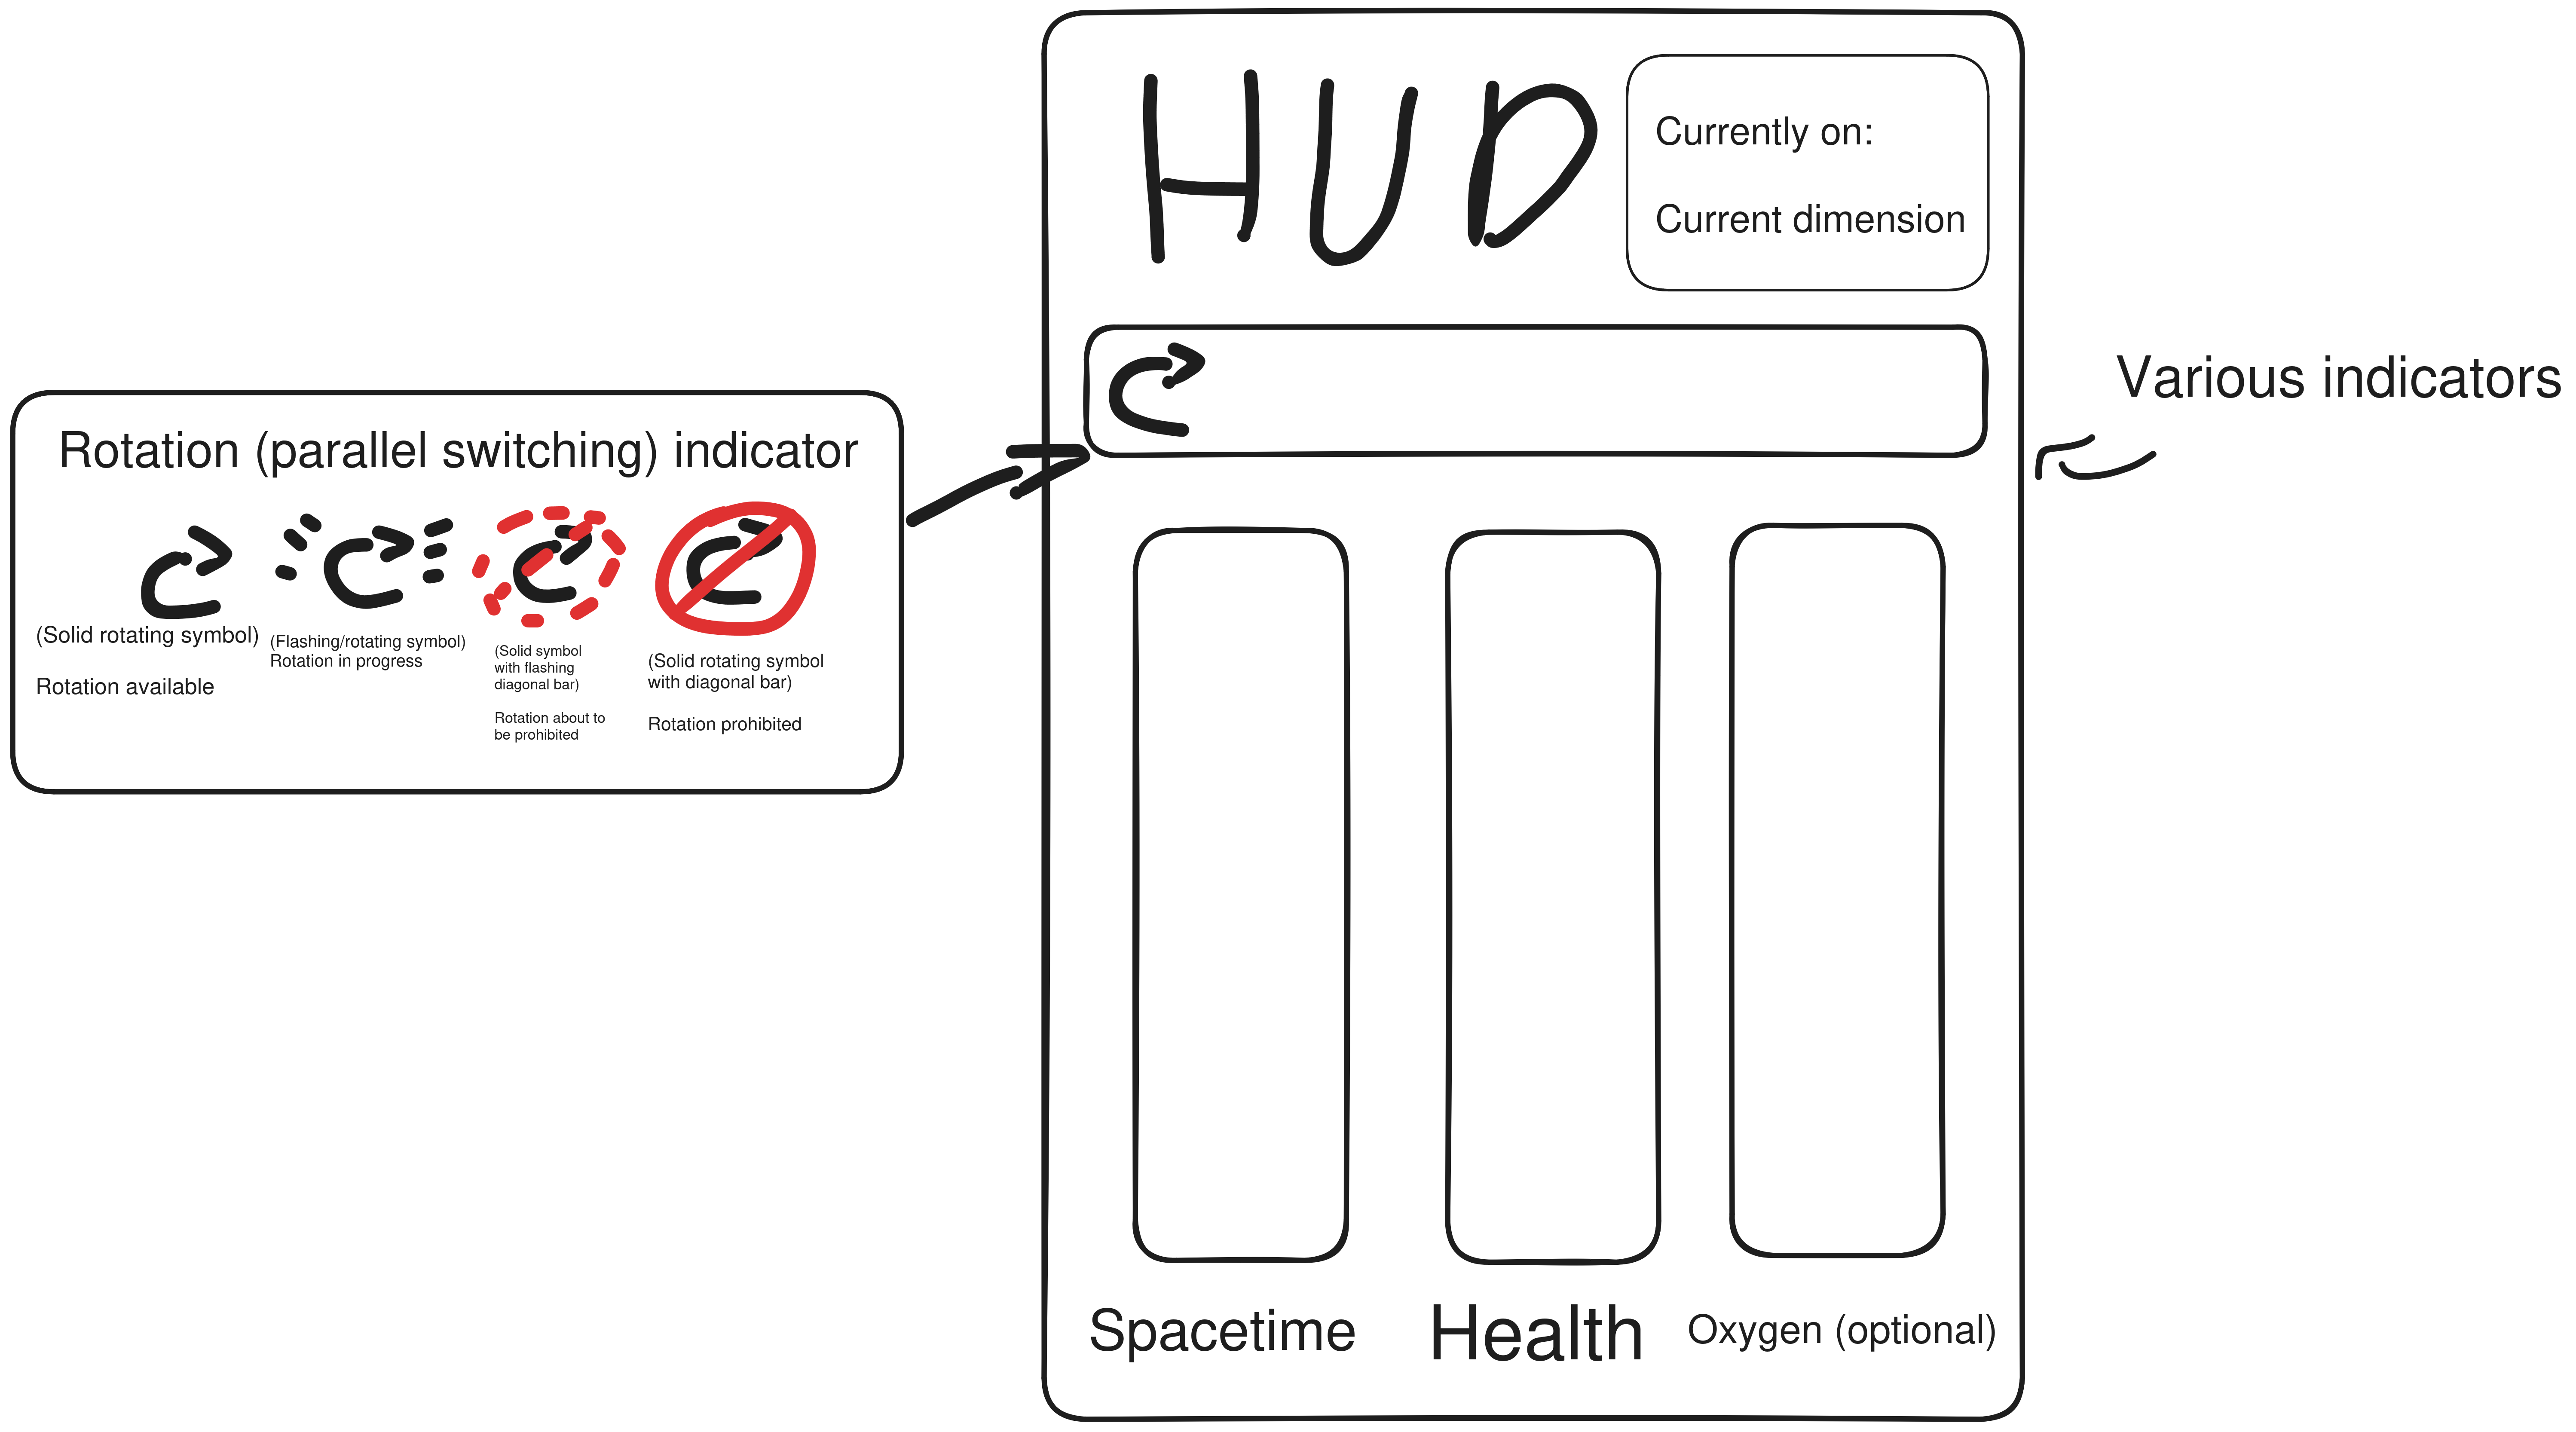 HUD
Currently on:
Current dimension
Various indicators
Rotation (parallel switching) indicator
(Solid rotating symbol)
Rotation available
(Flashing/rotating symbol)
Rotation in progress
(Solid symbol
with flashing
diagonal bar)
Rotation about to
be prohibited
(Solid rotating symbol
with diagonal bar)
Rotation prohibited
Spacetime
Health
Oxygen (optional)